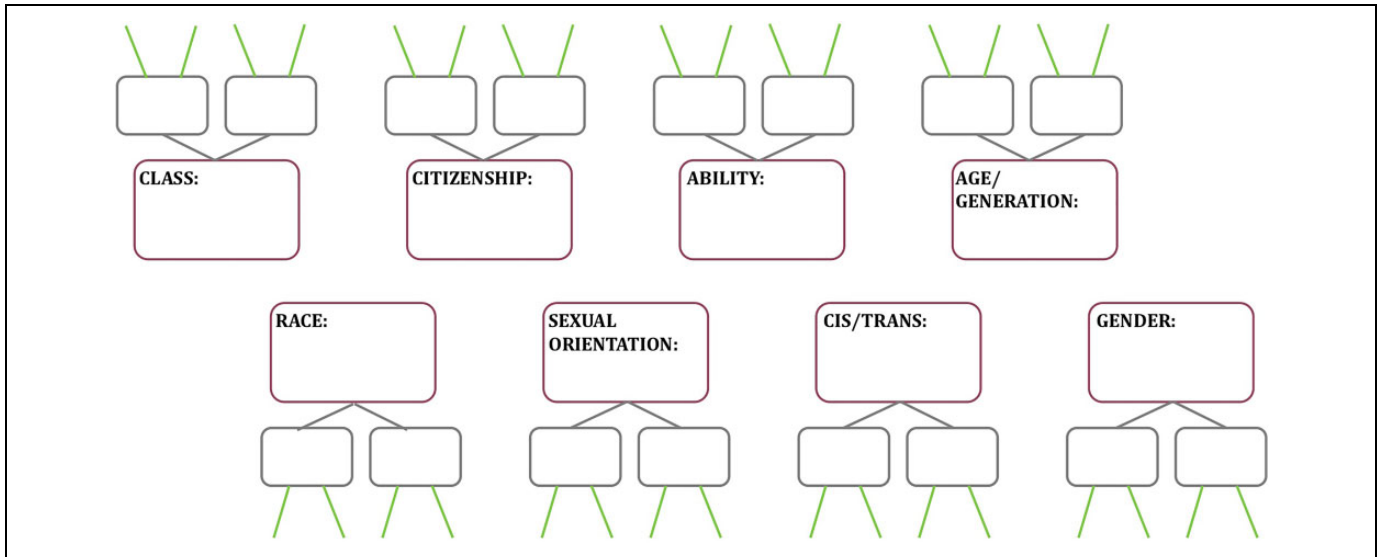 CLASS:
CITIZENSHIP:
ABILITY:
AGE/
GENERATION:
RACE:
SEXUAL
ORIENTATION:
CIS/TRANS:
GENDER: